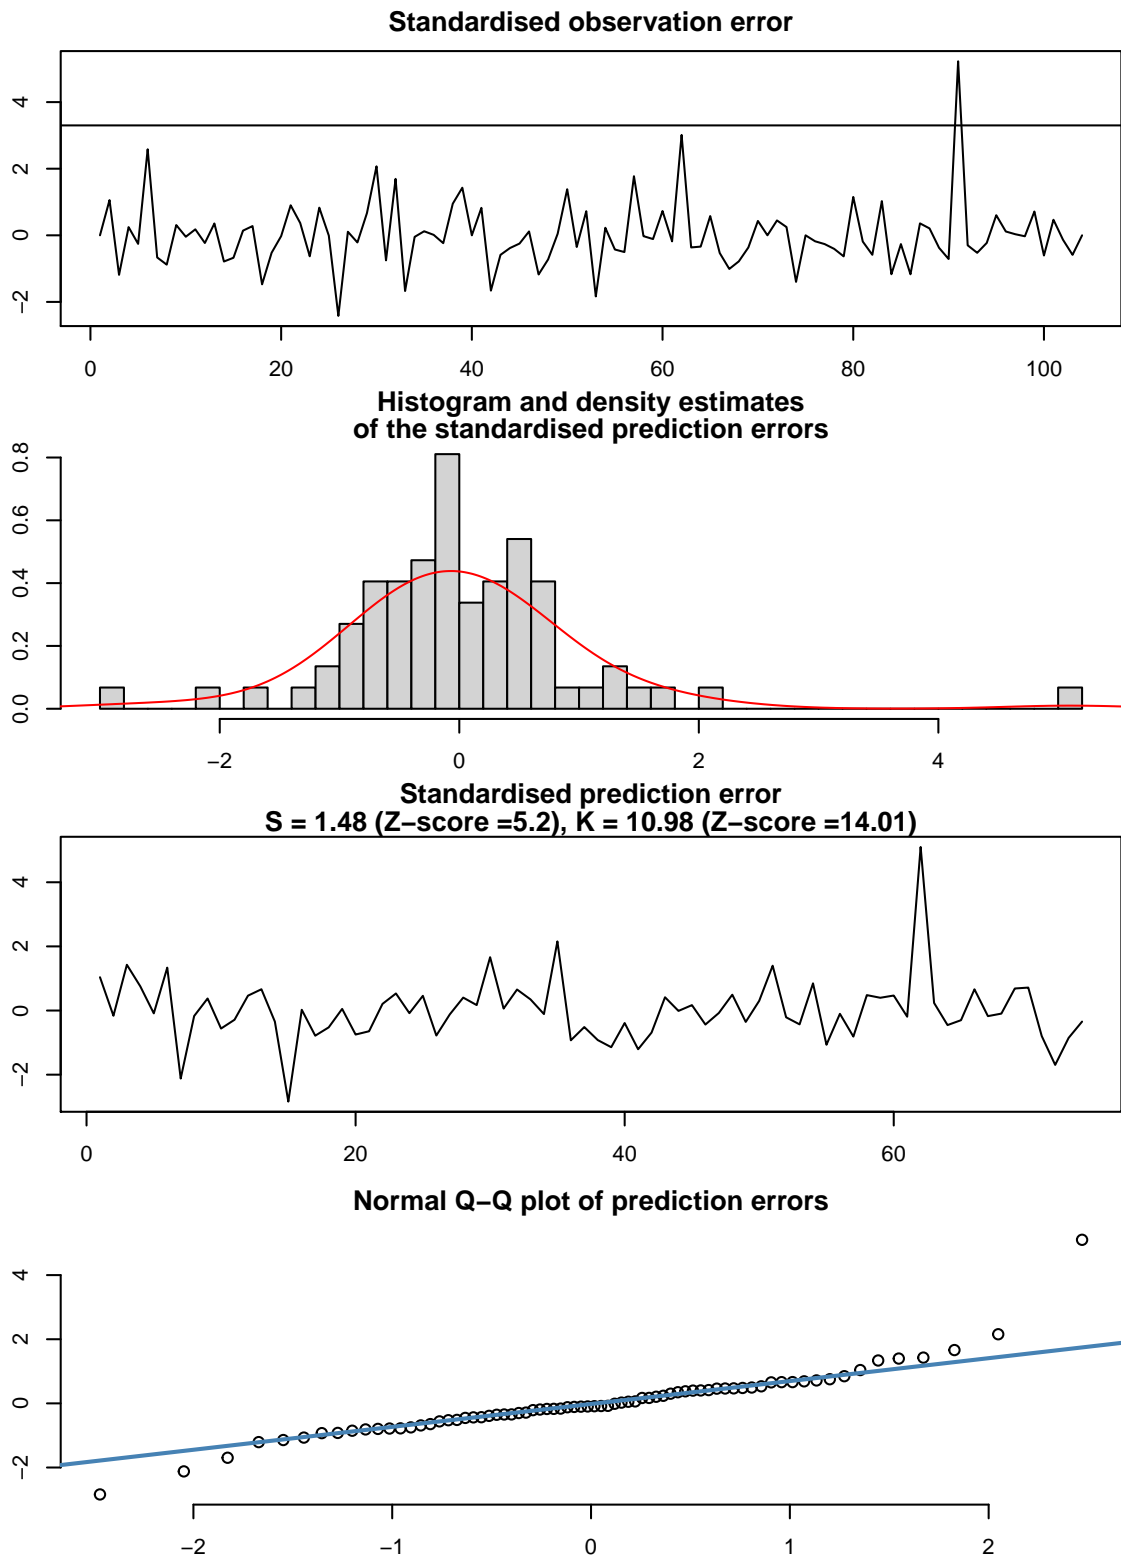 Standardised observation error
4
2
0
−2
0 20 40 60 80 100
Histogram and density estimates
of the standardised prediction errors
0.8
0.6
0.4
0.2
0.0
−2 0 2 4
Standardised prediction error
S = 1.48 (Z−score =5.2), K = 10.98 (Z−score =14.01)
4
2
0
−2
0 20 40 60
Normal Q−Q plot of prediction errors
4
2
0
−2
−2 −1 0 1 2